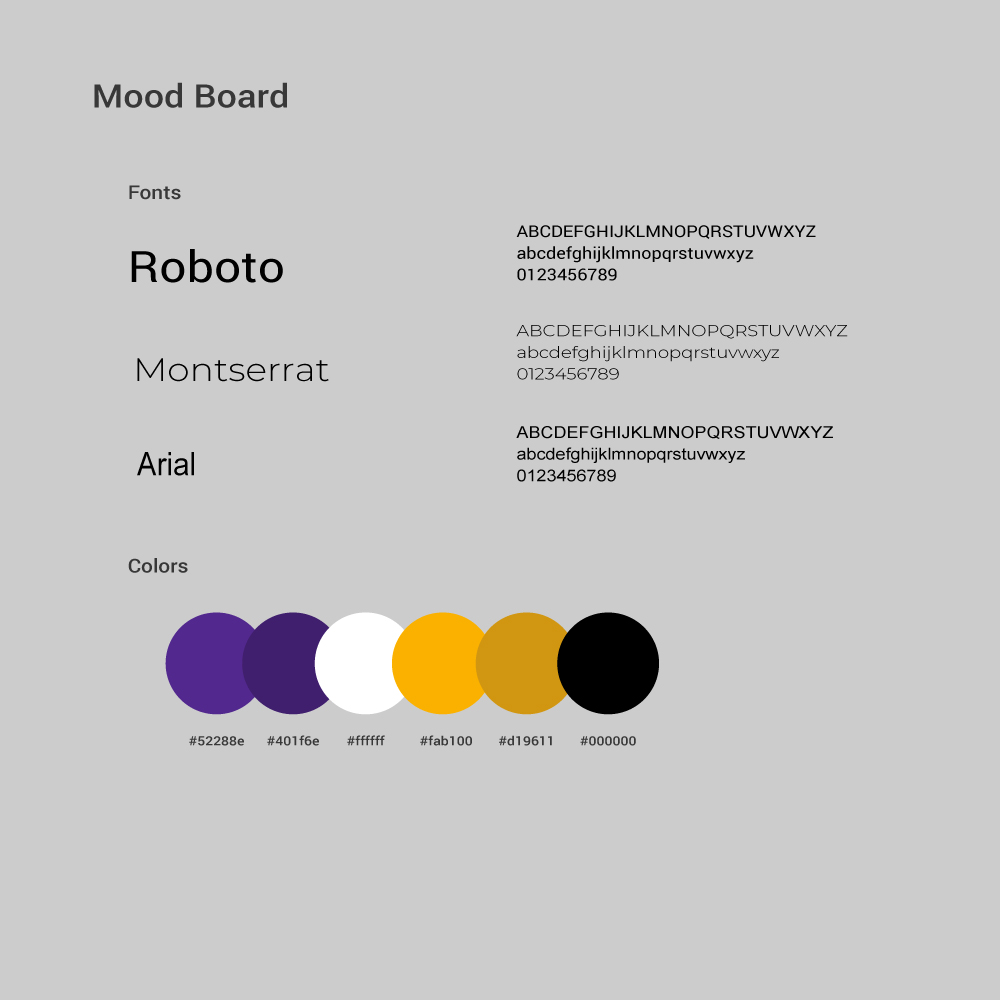 Mood Board
Fonts
Roboto
ABCDEFGHIJKLMNOPQRSTUVWXYZ
abcdefghijklmnopqrstuvwxyz
0123456789
Montserrat
ABCDEFGHIJKLMNOPQRSTUVWXYZ
abcdefghijklmnopqrstuvwxyz
0123456789
Arial
ABCDEFGHIJKLMNOPQRSTUVWXYZ
abcdefghijklmnopqrstuvwxyz
0123456789
Colors
#52288e #401f6e #ffffff #fab100 #d19611 #000000